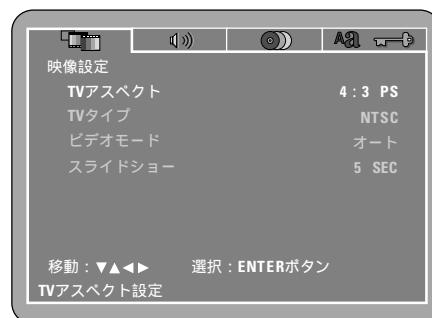 Aa
映像設定
TVアスペクト 4:3 PS
TVタイプ NTSC
ビデオモード オート
スライドショー 5 SEC
移動：▼▲◀▶ 選択：ENTERボタン
TVアスペクト設定